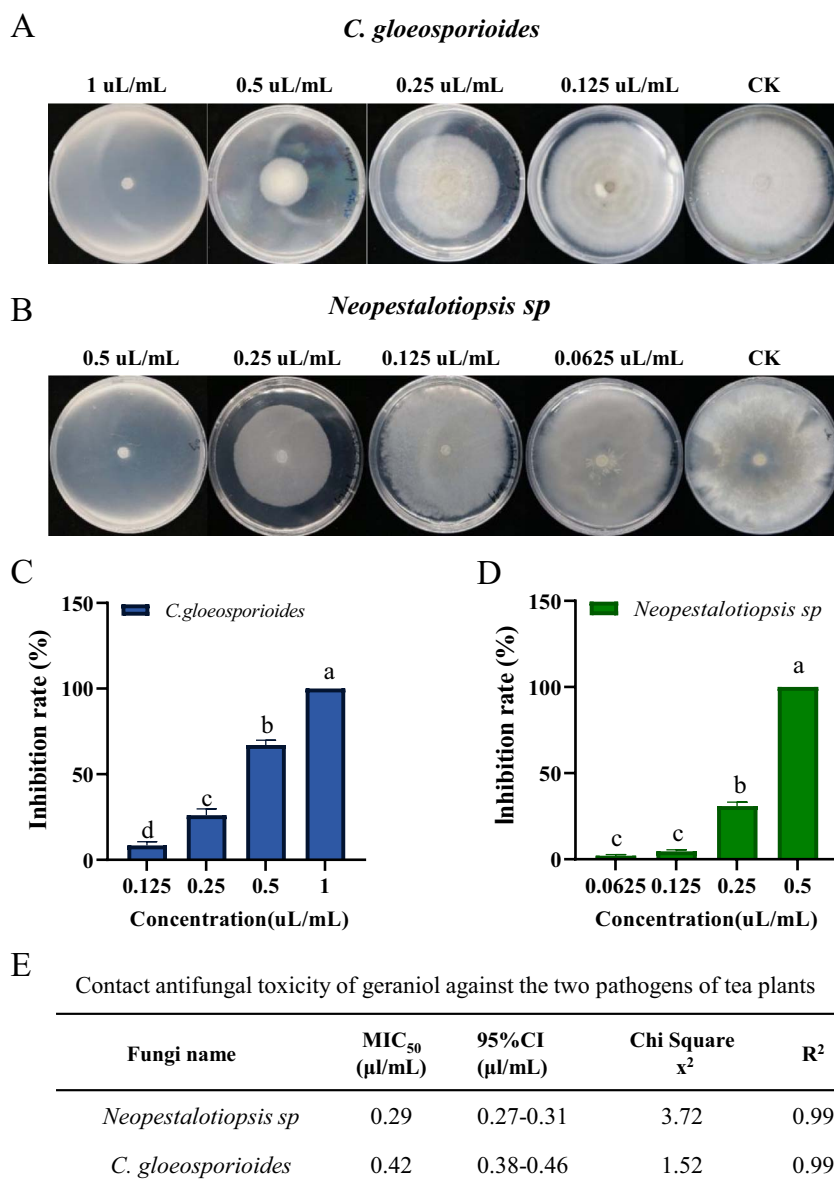 A
C. gloeosporioides
1 uL/mL 0.5 uL/mL 0.25 uL/mL 0.125 uL/mL CK
B
Neopestalotiopsis sp
0.5 uL/mL 0.25 uL/mL 0.125 uL/mL 0.0625 uL/mL CK
C
150
100
50
0
Inhibition rate (%)
C.gloeosporioides
d c b a
0.125 0.25 0.5 1
Concentration(uL/mL)
D
150
100
50
0
Inhibition rate (%)
Neopestalotiopsis sp
c c b a
0.0625 0.125 0.25 0.5
Concentration(uL/mL)
E
Contact antifungal toxicity of geraniol against the two pathogens of tea plants
Fungi name MIC50 (μl/mL) 95%CI (μl/mL) Chi Square x² R²
Neopestalotiopsis sp 0.29 0.27-0.31 3.72 0.99
C. gloeosporioides 0.42 0.38-0.46 1.52 0.99